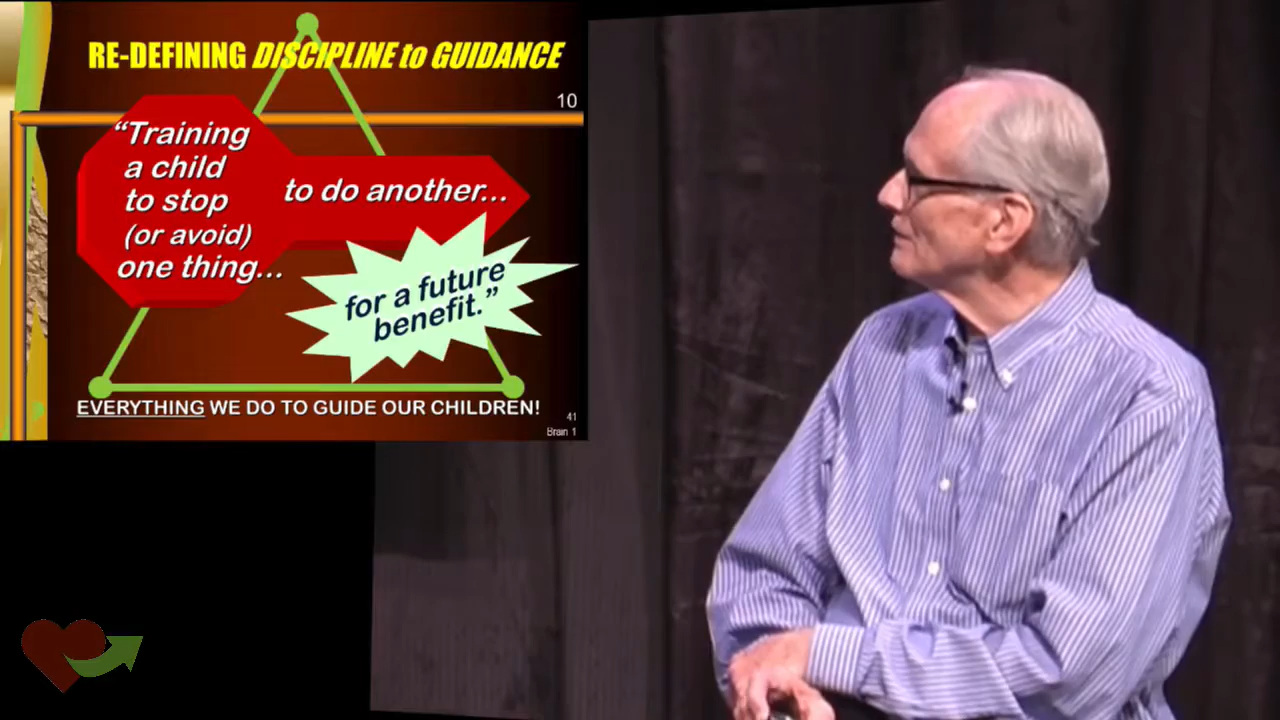 RE-DEFINING DISCIPLINE to GUIDANCE
10
“Training
a child
to stop
(or avoid)
one thing...
to do another...
for a future
benefit.”
EVERYTHING WE DO TO GUIDE OUR CHILDREN!
41
Brain 1